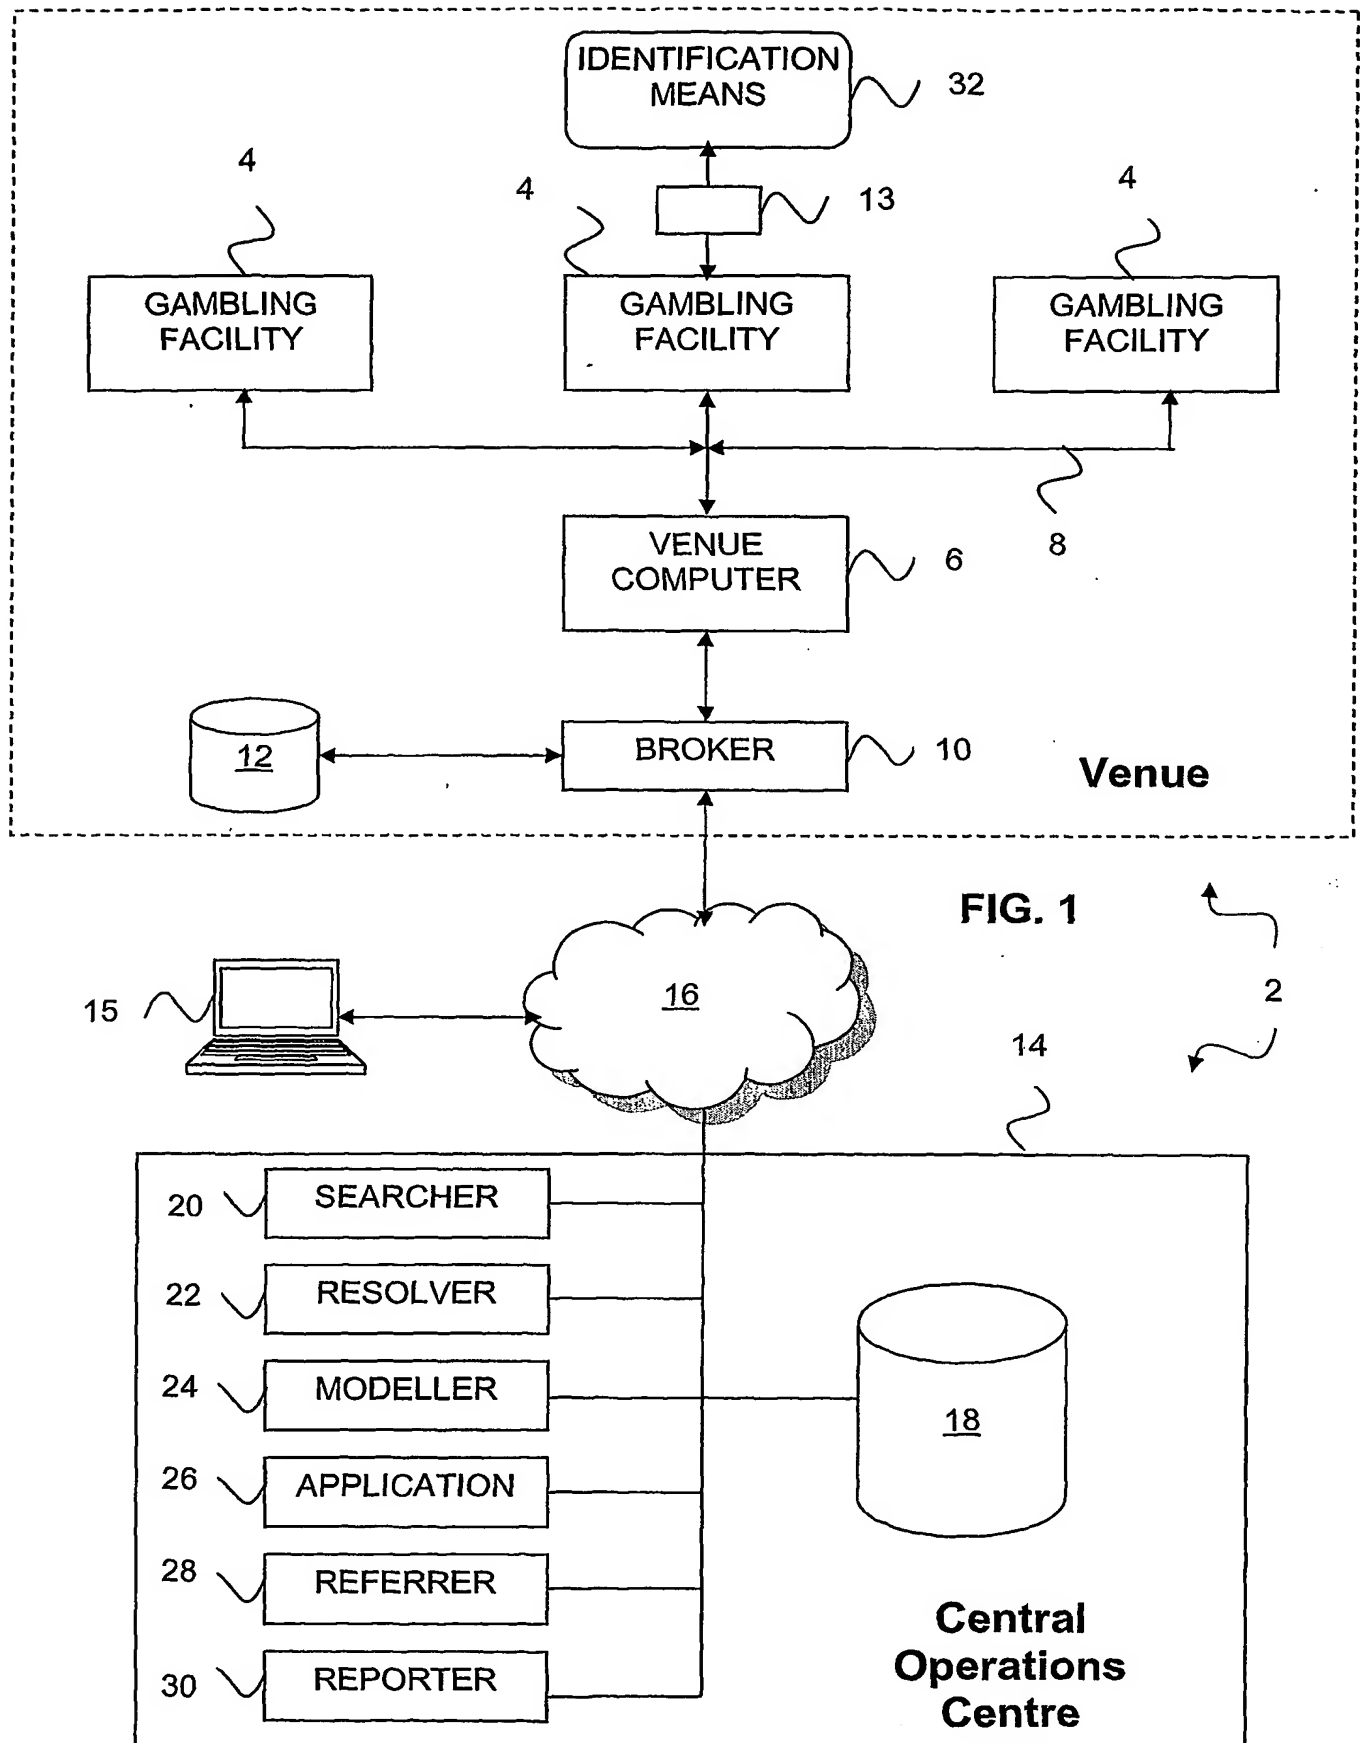 IDENTIFICATION
MEANS
32
4
4
13
4
GAMBLING
FACILITY
GAMBLING
FACILITY
GAMBLING
FACILITY
8
VENUE
COMPUTER
6
12
BROKER
10
Venue
FIG. 1
15
16
2
14
20
SEARCHER
22
RESOLVER
24
MODELLER
18
26
APPLICATION
28
REFERRER
30
REPORTER
Central
Operations
Centre